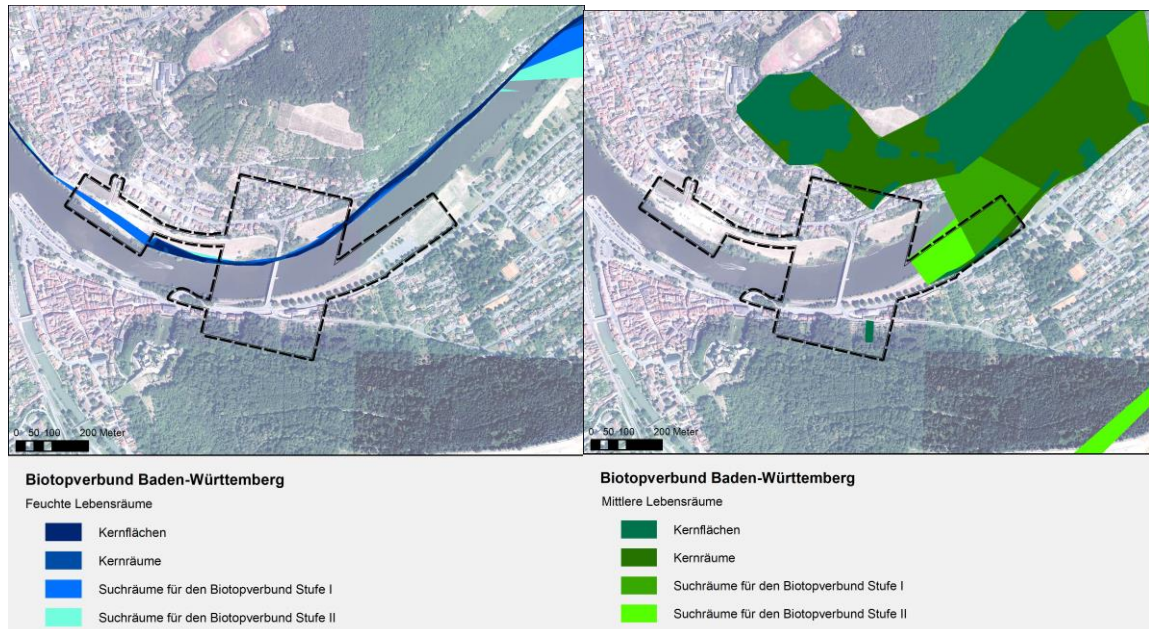 0 50 100 200 Meter
Biotopverbund Baden-Württemberg
Feuchte Lebensräume
Kernflächen
Kernräume
Suchräume für den Biotopverbund Stufe I
Suchräume für den Biotopverbund Stufe II
0 50 100 200 Meter
Biotopverbund Baden-Württemberg
Mittlere Lebensräume
Kernflächen
Kernräume
Suchräume für den Biotopverbund Stufe I
Suchräume für den Biotopverbund Stufe II